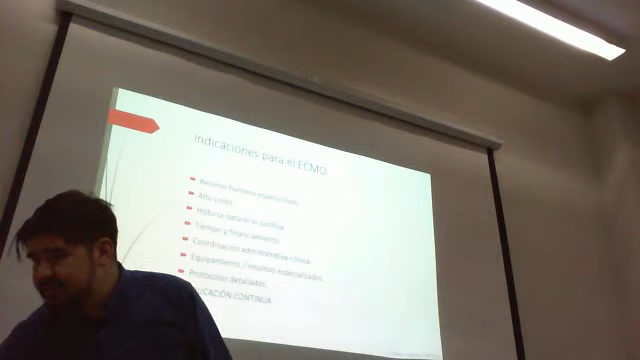 Indicaciones para el ECMO
Recurso humano especializado
Alto costo
Historia natural lo justifica
Tiempo y financiamiento
Coordinación administrativa clínica
Equipamiento / insumos especializados
Protocolos detallados
CONTINUA